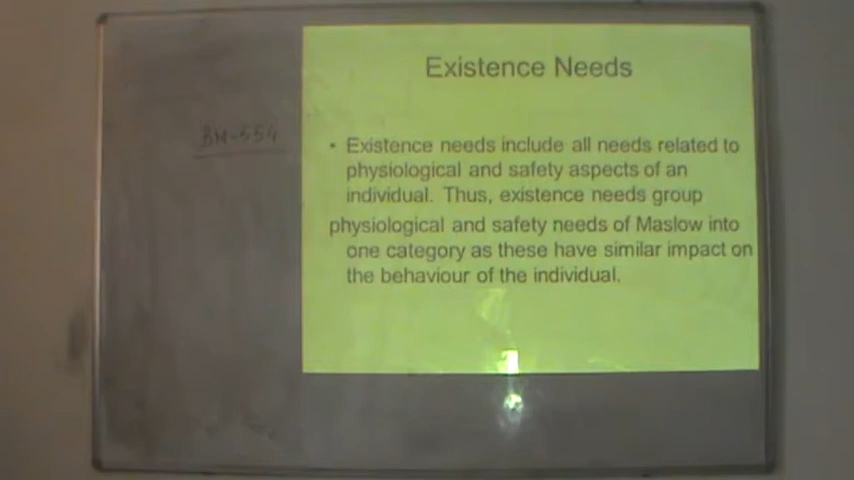 Existence Needs
BM-554
• Existence needs include all needs related to
physiological and safety aspects of an
individual. Thus, existence needs group
physiological and safety needs of Maslow into
one category as these have similar impact on
the behaviour of the individual.